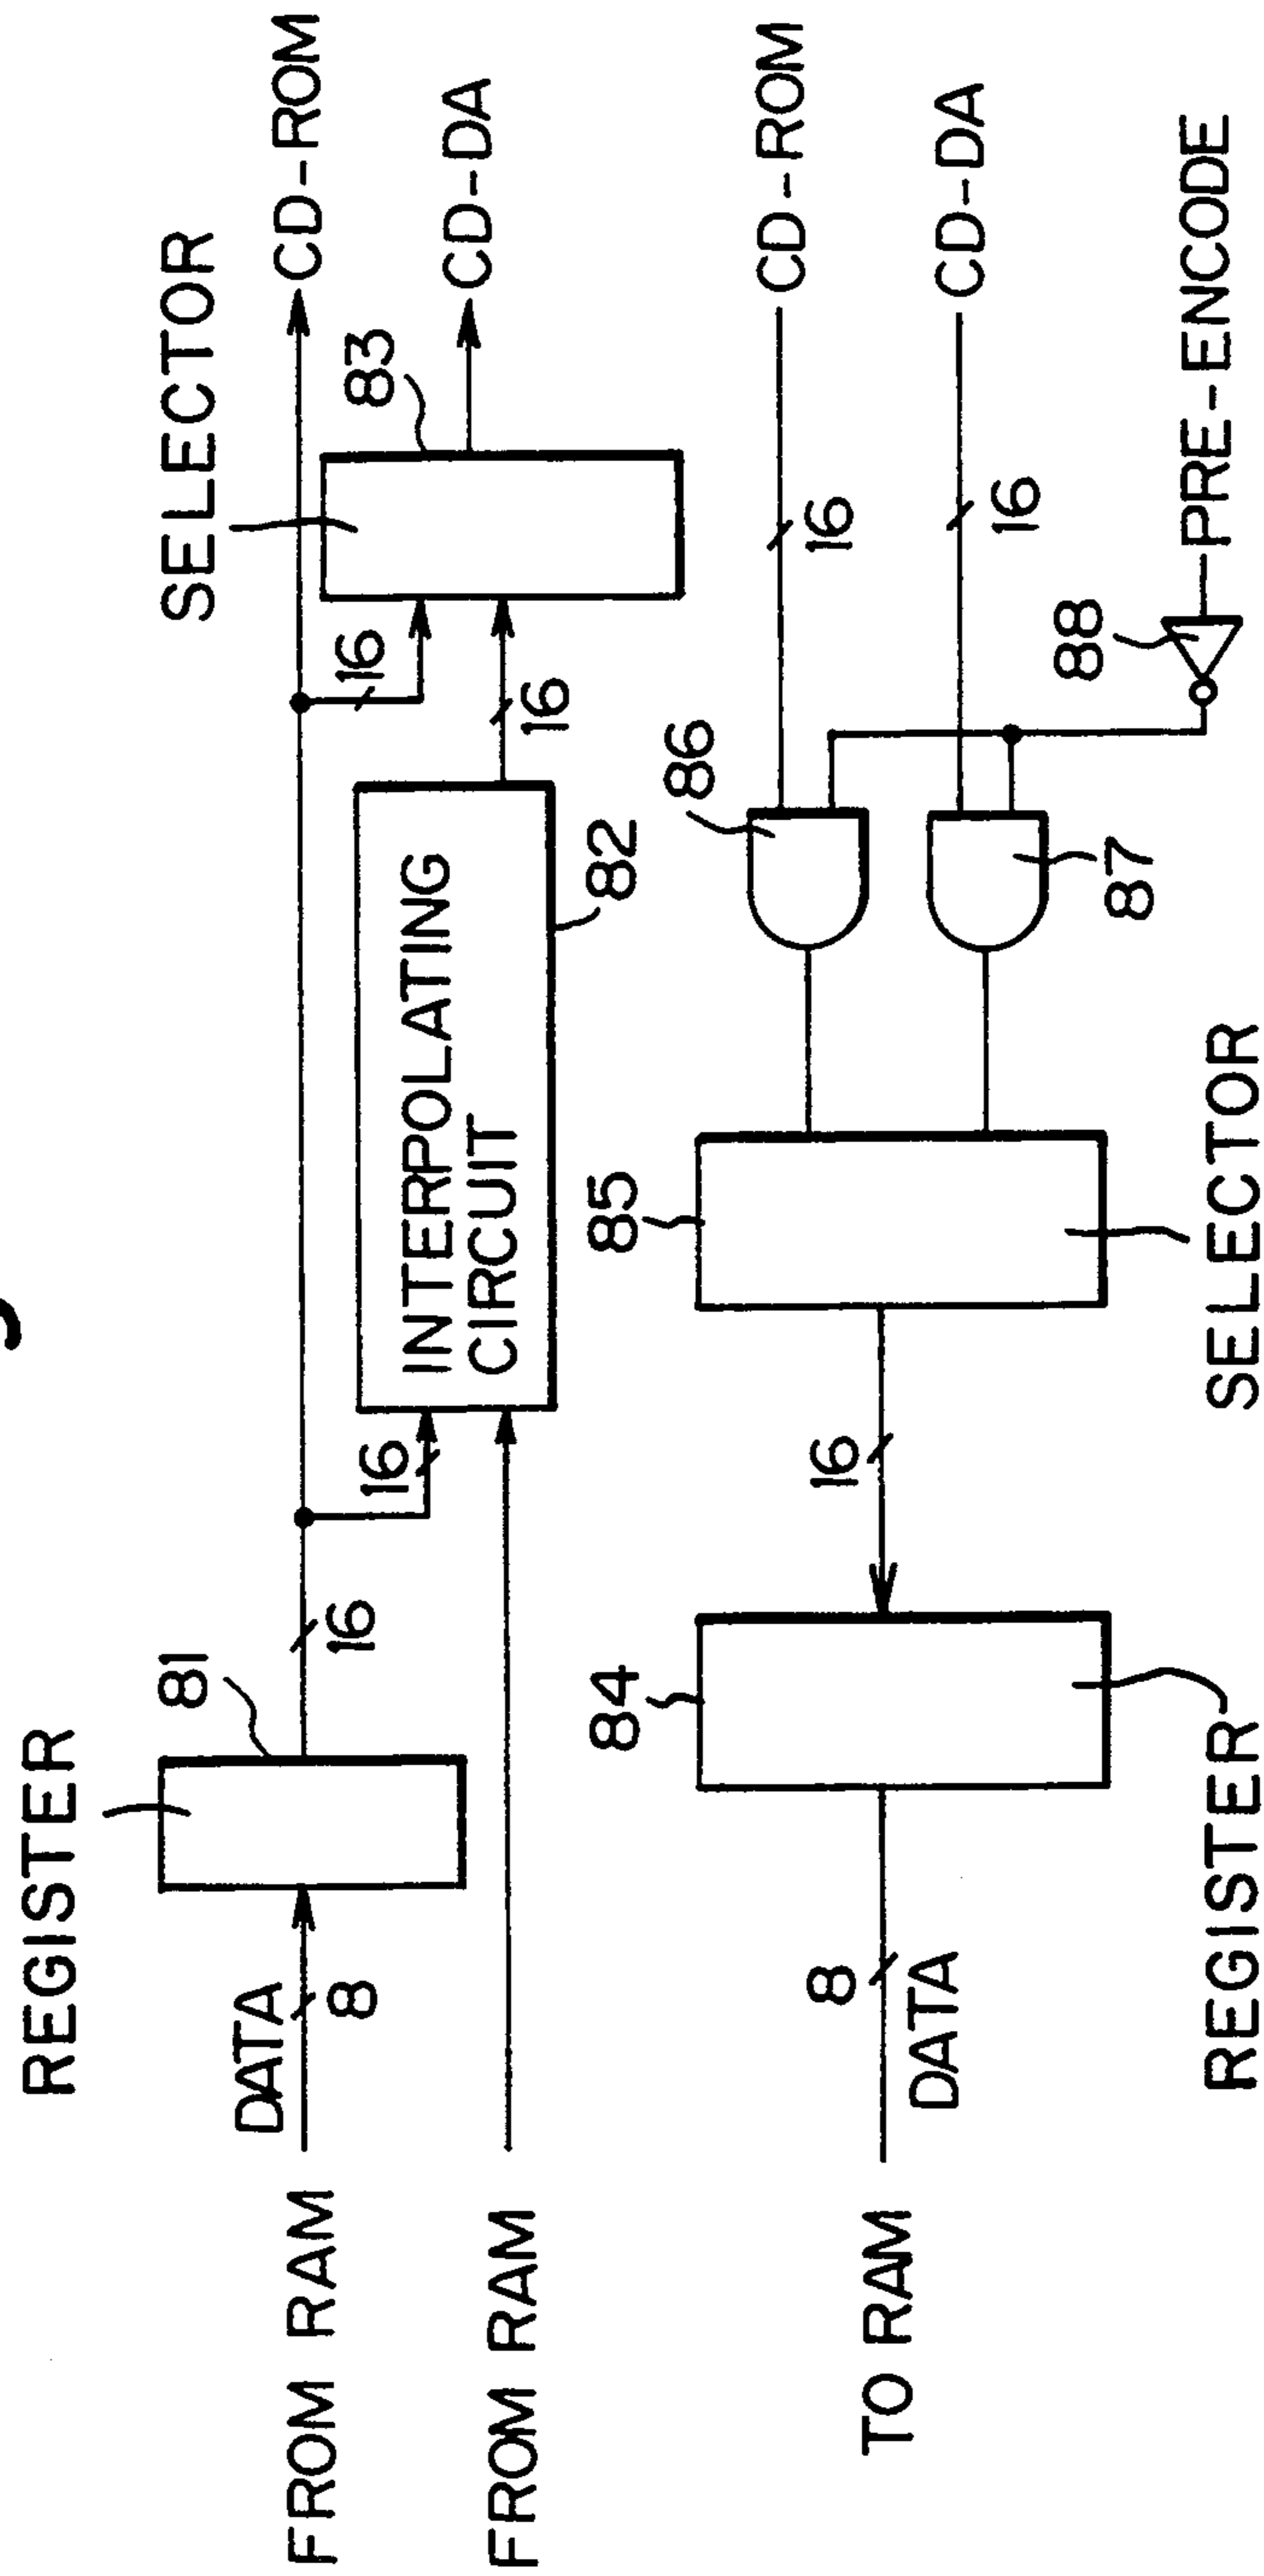 REGISTER
SELECTOR
81
83
DATA
8
16
16
16
16
FROM RAM
FROM RAM
CD-ROM
CD-DA
INTERPOLATING
CIRCUIT
82
84
85
86
CD-ROM
16
8
16
TO RAM
DATA
CD-DA
16
87
88
PRE-ENCODE
REGISTER
SELECTOR